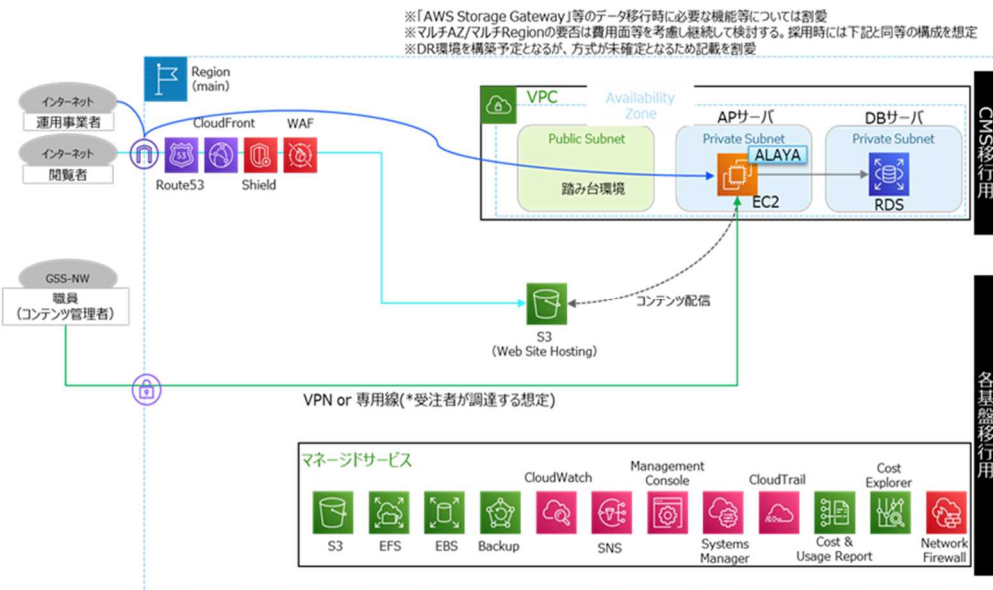 ※「AWS Storage Gateway」等のデータ移行時に必要な機能等については割愛
※マルチAZ/マルチRegionの要否は費用面等を考慮し継続して検討する。採用時には下記と同等の構成を想定
※DR環境を構築予定となるが、方式が未確定となるため記載を割愛
Region
(main)
インターネット
運用事業者
インターネット
閲覧者
CloudFront
WAF
53
Route53
Shield
VPC
Availability
Zone
Public Subnet
踏み台環境
APサーバ
Private Subnet
ALAYA
EC2
DBサーバ
Private Subnet
RDS
CMS移行用
GSS-NW
職員
(コンテンツ管理者)
コンテンツ配信
S3
(Web Site Hosting)
VPN or 専用線(*受注者が調達する想定)
各基盤移行用
マネージドサービス
S3
EFS
EBS
Backup
CloudWatch
SNS
Management
Console
Systems
Manager
CloudTrail
Cost &
Usage Report
Cost
Explorer
Network
Firewall